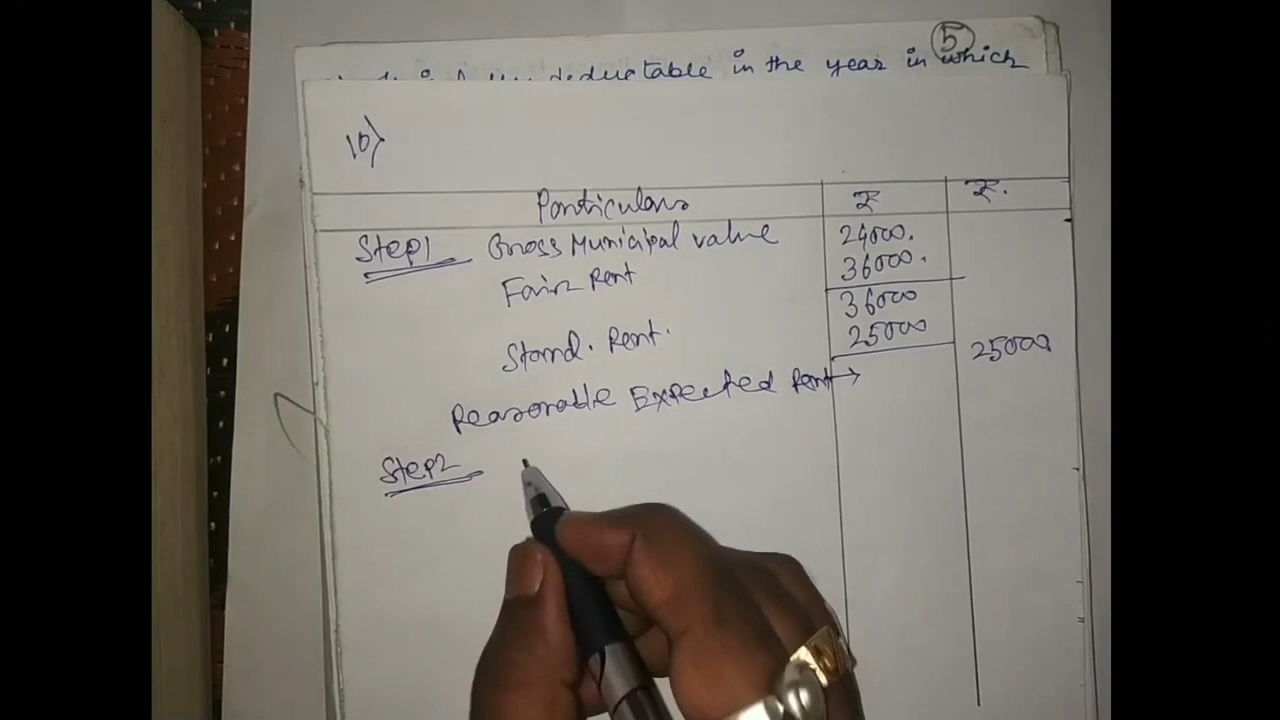 5
deductable in the year in which
10)
Particulars ₹ ₹.
Step1 Gross Municipal value 24000.
Fair Rent 36000.
36000
Stand. Rent. 25000 25000
Reasonable Expected Rent →
Step2